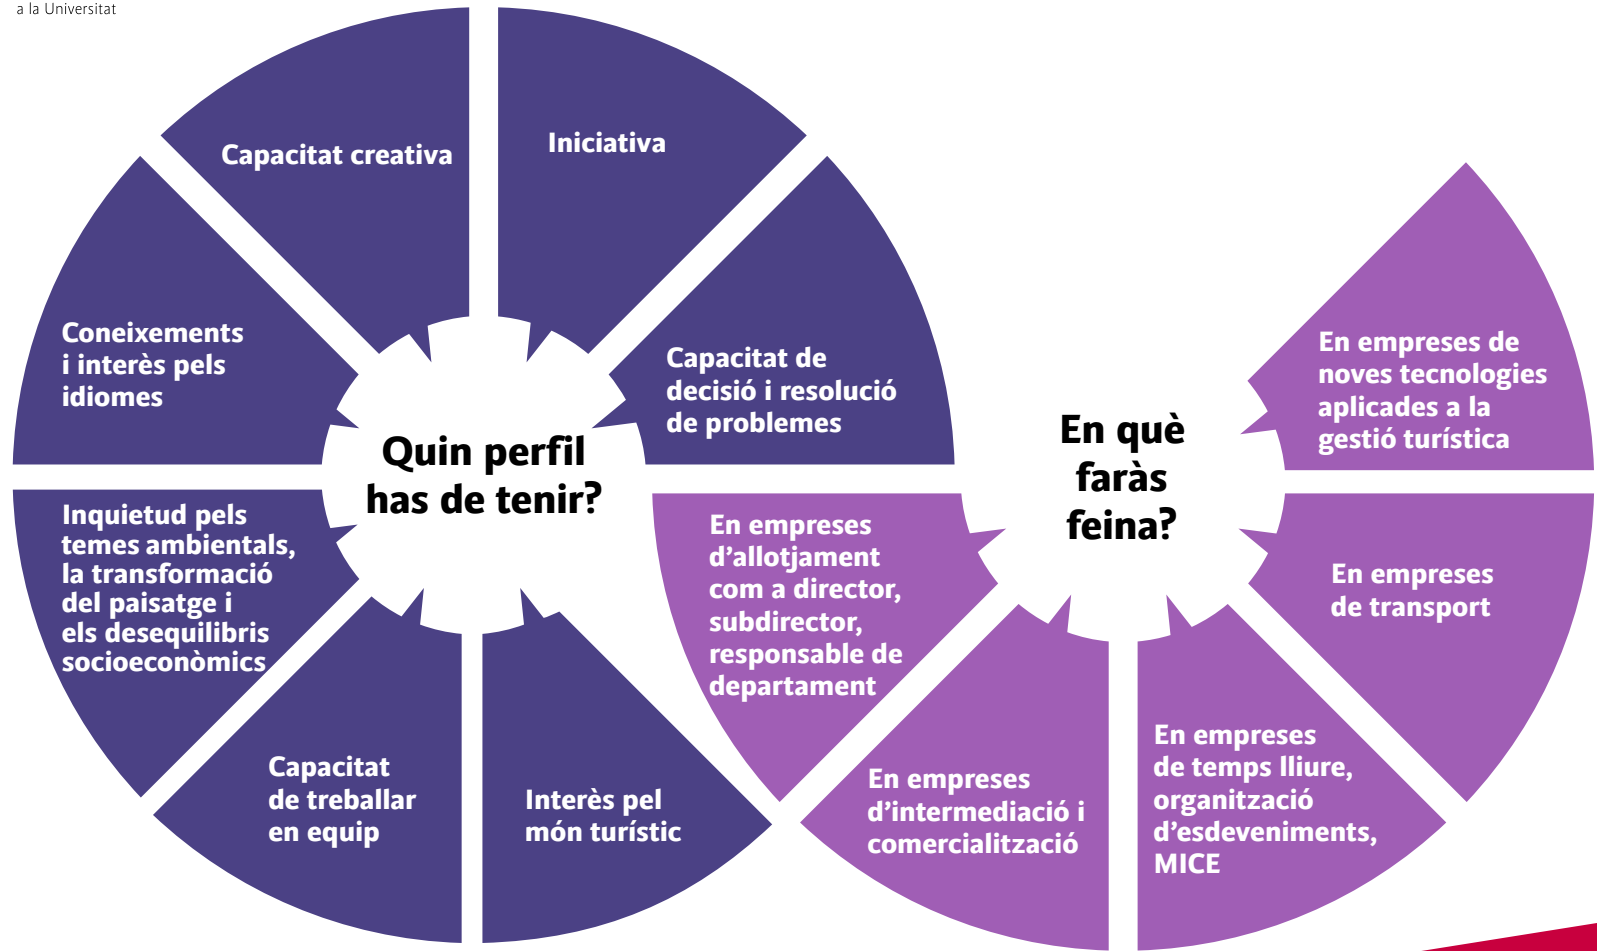 a la Universitat
Capacitat creativa
Iniciativa
Coneixements
i interès pels
idiomes
Capacitat de
decisió i resolució
de problemes
Quin perfil
has de tenir?
Inquietud pels
temes ambientals,
la transformació
del paisatge i
els desequilibris
socioeconòmics
Capacitat
de treballar
en equip
Interès pel
món turístic
En què
faràs
feina?
En empreses de
noves tecnologies
aplicades a la
gestió turística
En empreses
d'allotjament
com a director,
subdirector,
responsable de
departament
En empreses
de transport
En empreses
d'intermediació i
comercialització
En empreses
de temps lliure,
organització
d'esdeveniments,
MICE